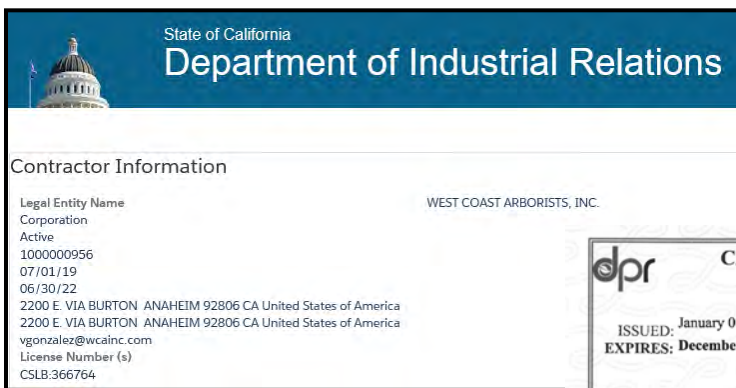 State of California
Department of Industrial Relations
Contractor Information
Legal Entity Name WEST COAST ARBORISTS, INC.
Corporation
Active
1000000956
07/01/19
06/30/22
2200 E. VIA BURTON ANAHEIM 92806 CA United States of America
2200 E. VIA BURTON ANAHEIM 92806 CA United States of America
vgonzalez@wcainc.com
License Number (s)
CSLB:366764
dpr
ISSUED: January
EXPIRES: